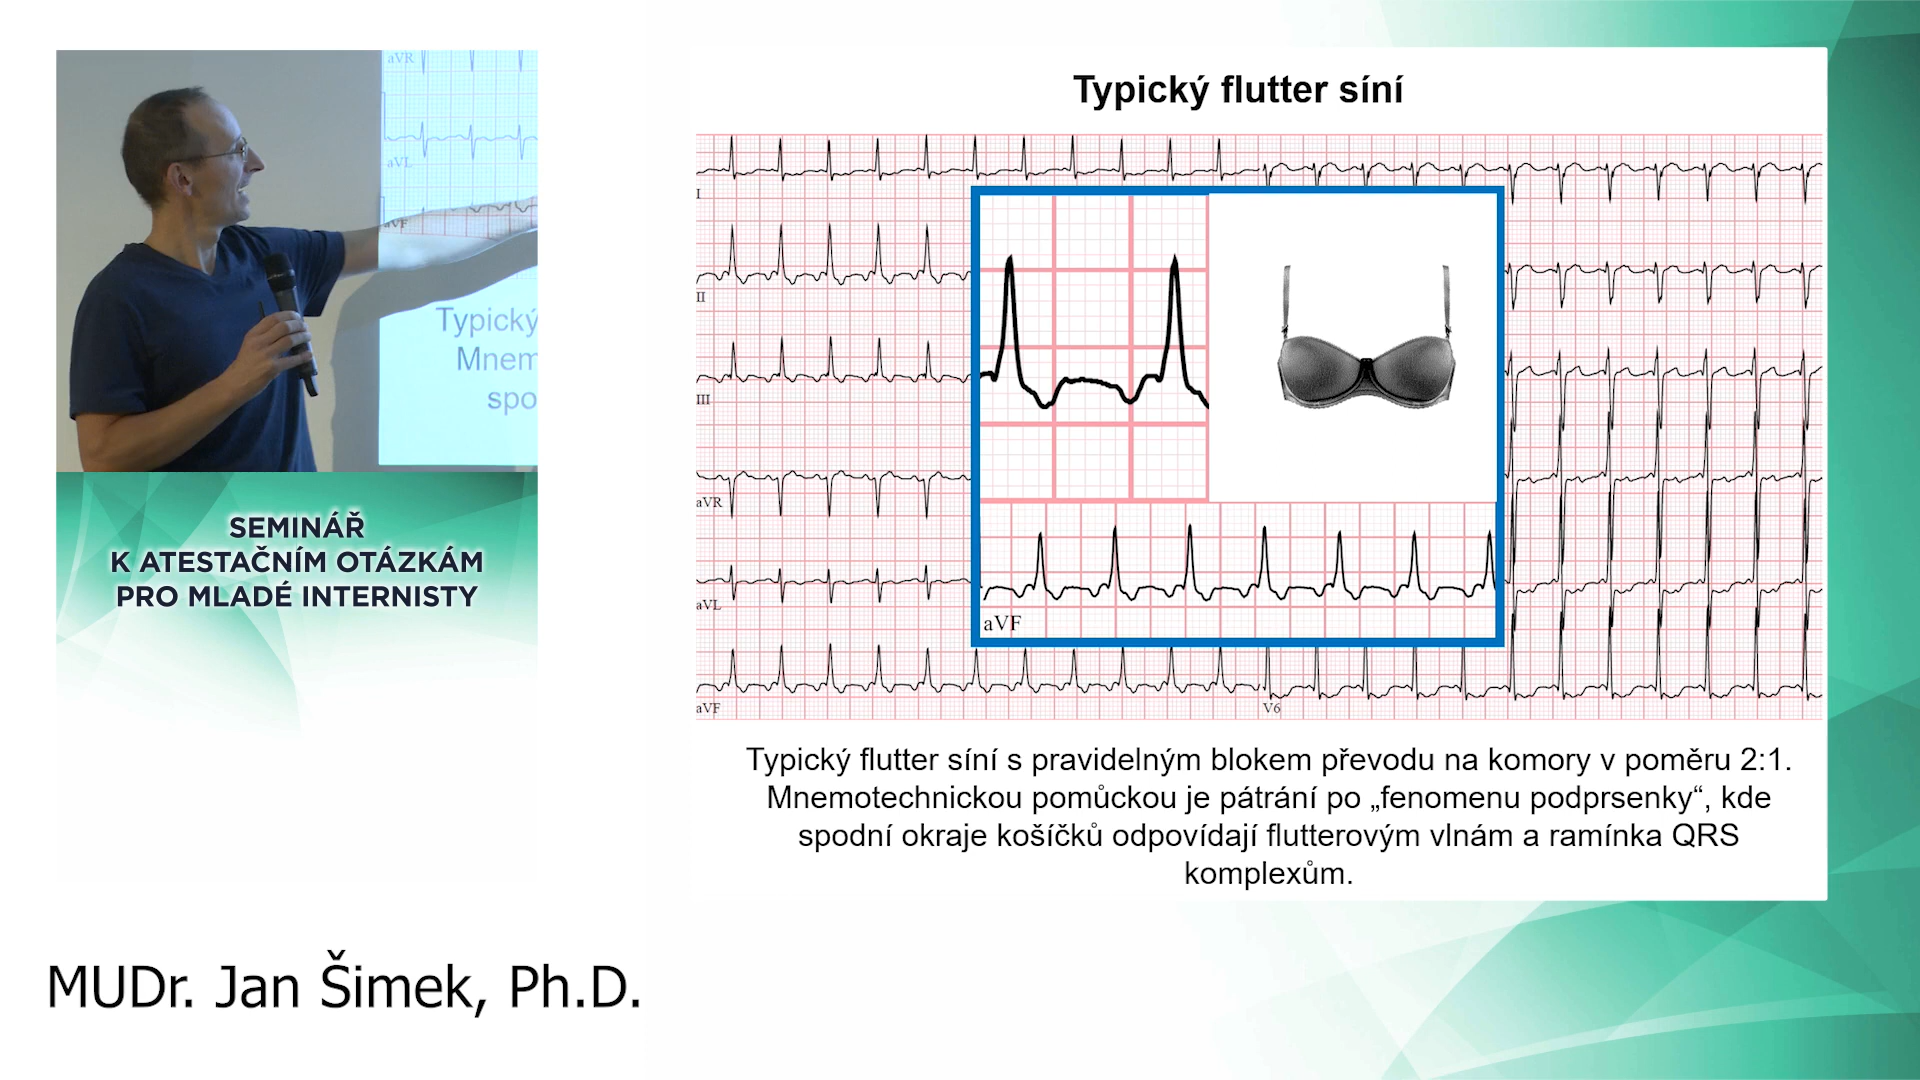 aVR
aVL
aVF
Typický
Mnem
spo
SEMINÁŘ
K ATESTAČNÍM OTÁZKÁM
PRO MLADÉ INTERNISTY
MUDr. Jan Šimek, Ph.D.
Typický flutter síní
I
II
III
aVR
aVL
aVF
V6
aVF
Typický flutter síní s pravidelným blokem převodu na komory v poměru 2:1.
Mnemotechnickou pomůckou je pátrání po „fenomenu podprsenky“, kde
spodní okraje košíčků odpovídají flutterovým vlnám a ramínka QRS
komplexům.